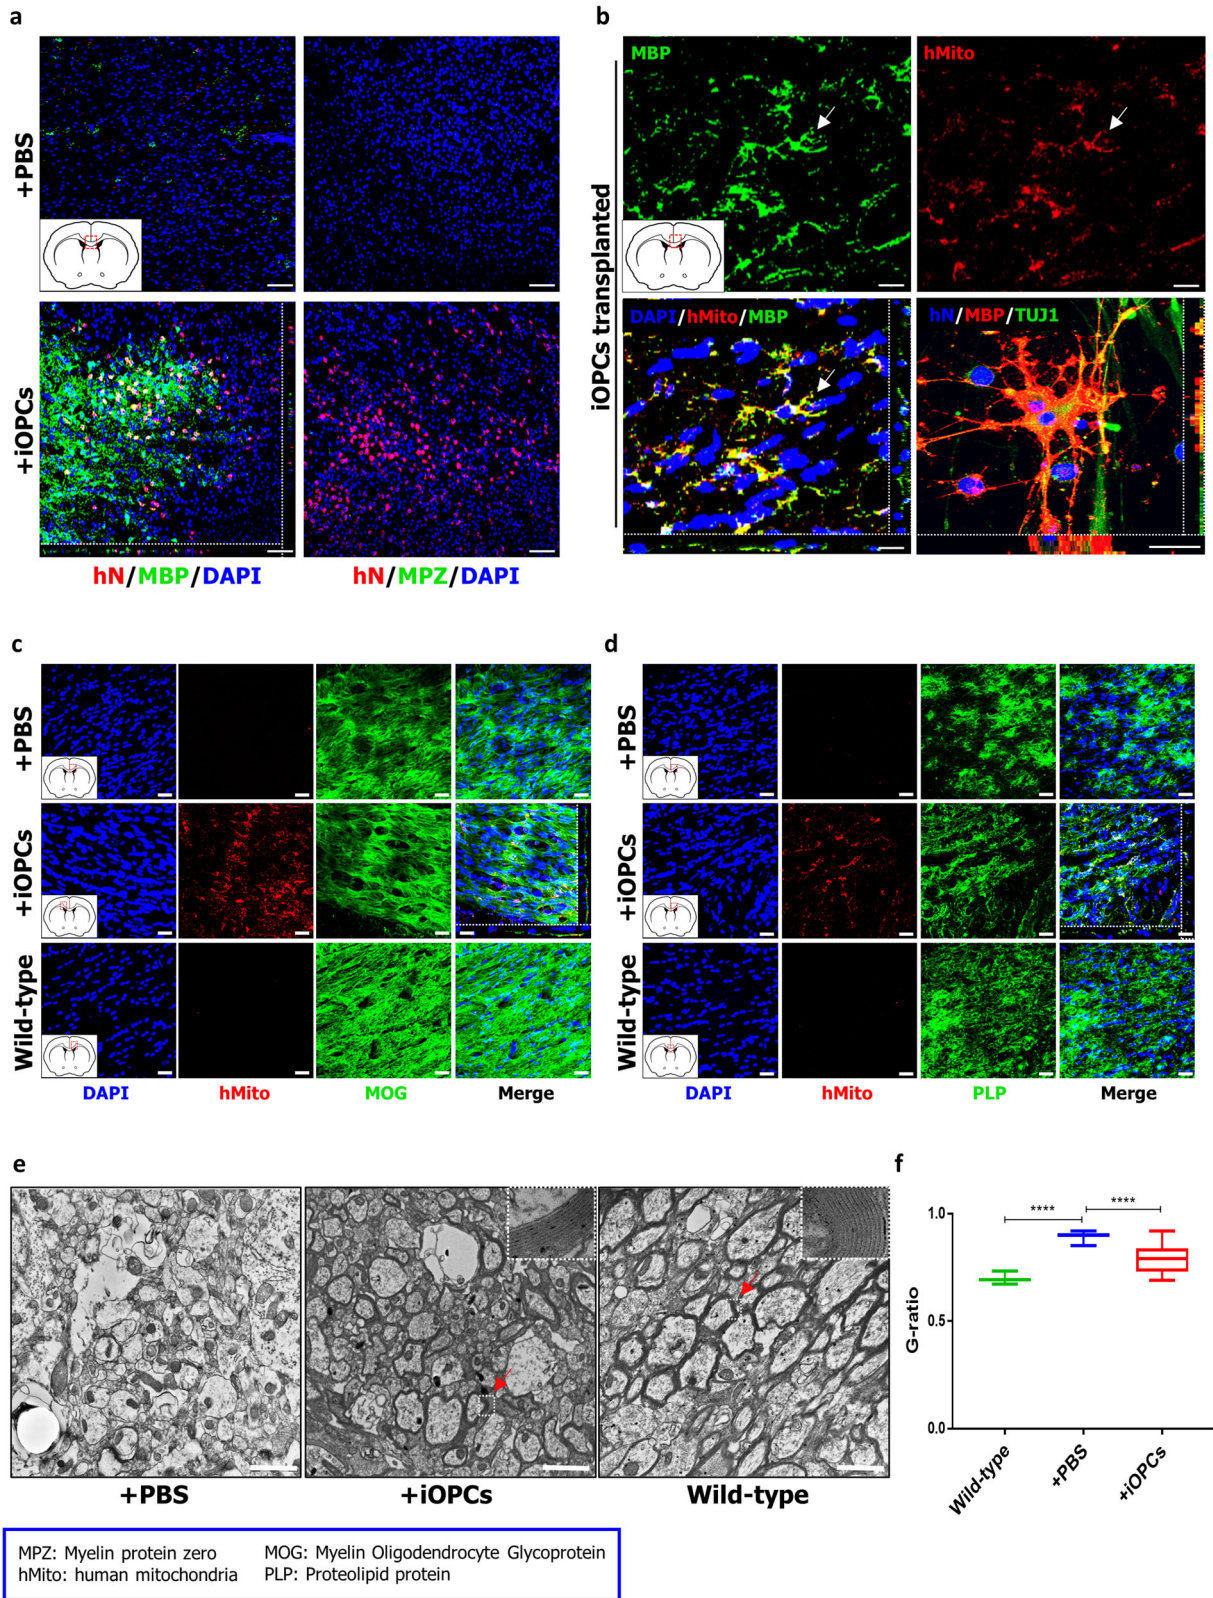 a
b
+PBS
+iOPCs
hN/MBP/DAPI
hN/MPZ/DAPI
iOPCs transplanted
MBP
hMito
DAPI/hMito/MBP
hN/MBP/TUJ1
c
d
+PBS
+iOPCs
Wild-type
DAPI
hMito
MOG
Merge
+PBS
+iOPCs
Wild-type
DAPI
hMito
PLP
Merge
e
f
+PBS
+iOPCs
Wild-type
G-ratio
1.0
0.5
0.0
****
****
Wild-type
+PBS
+iOPCs
MPZ: Myelin protein zero
MOG: Myelin Oligodendrocyte Glycoprotein
hMito: human mitochondria
PLP: Proteolipid protein